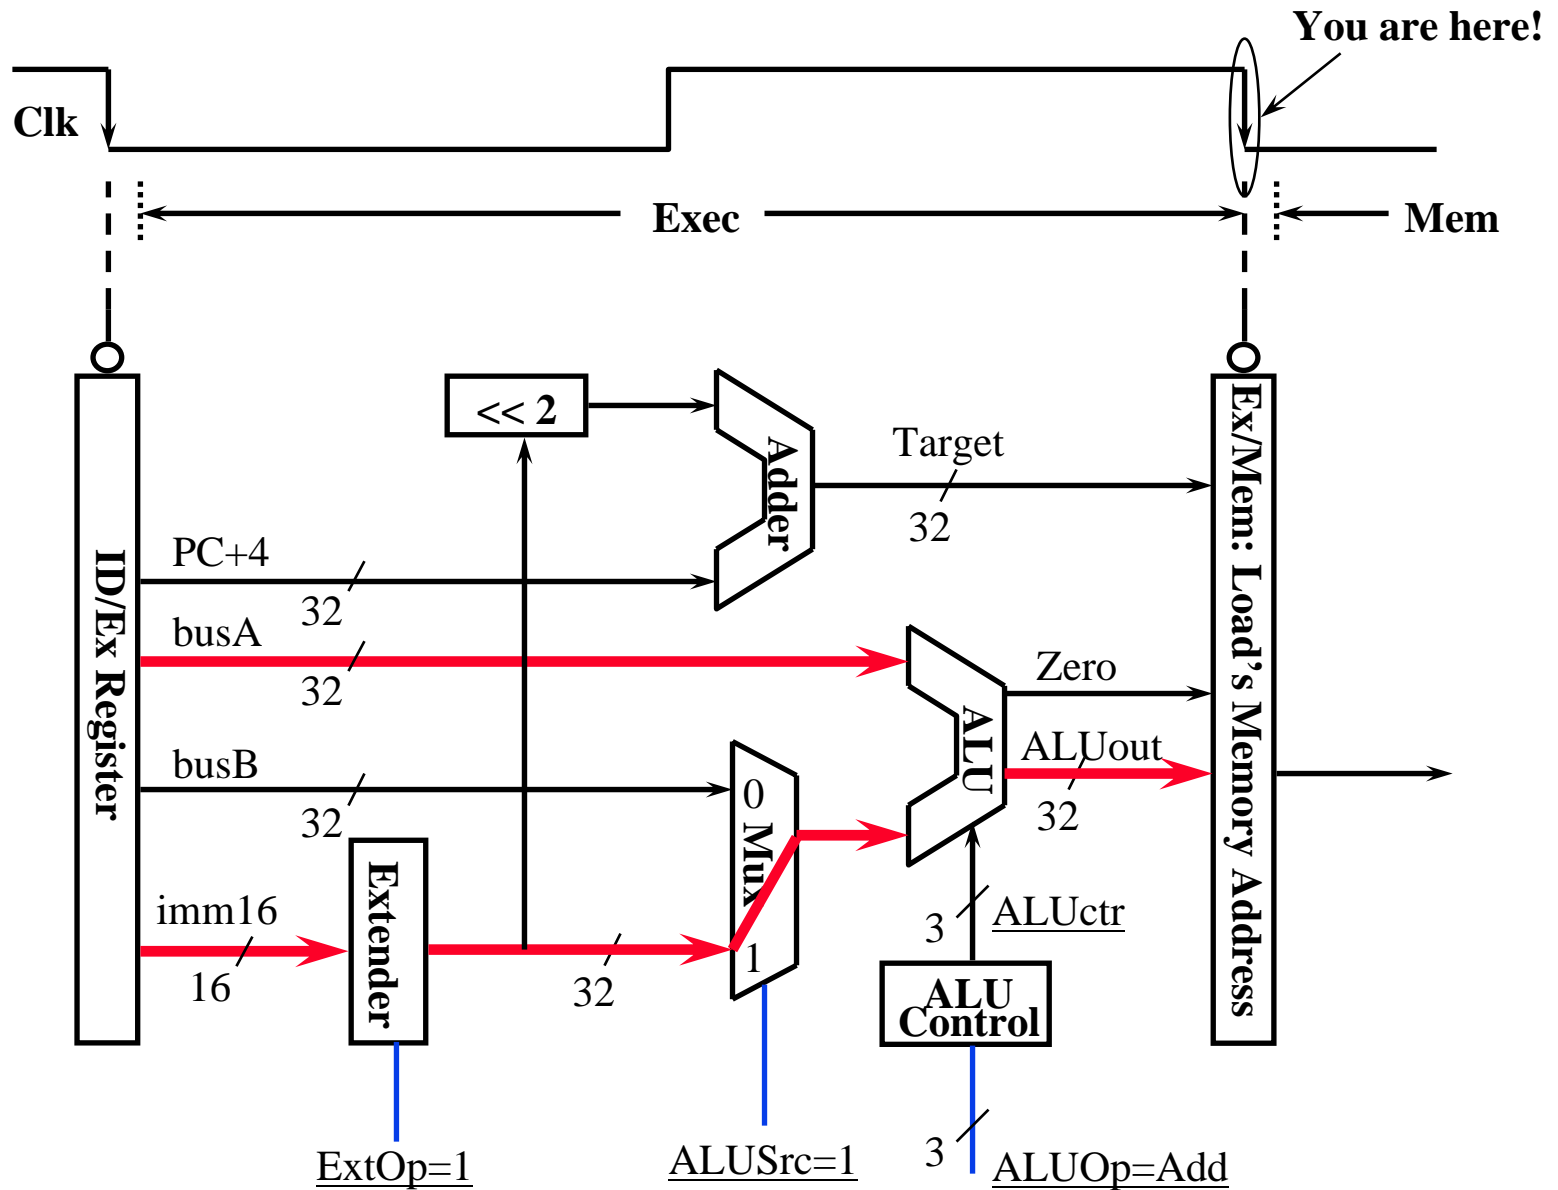 You are here!
Clk
Exec
Mem
<< 2
Adder
Target
32
PC+4
32
busA
32
busB
32
imm16
16
ID/Ex Register
Extender
32
0
Mux
1
ALU
Zero
ALUout
32
3
ALUctr
ALU
Control
3
Ex/Mem: Load's Memory Address
ExtOp=1
ALUSrc=1
ALUOp=Add